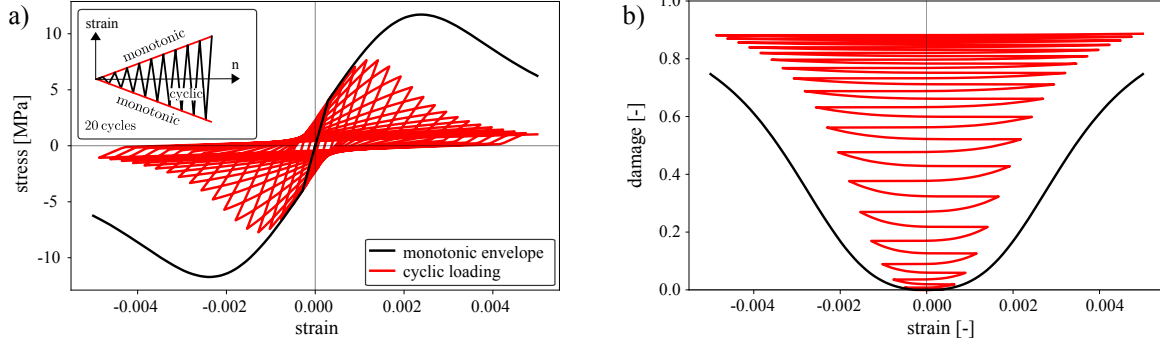 a)
10
5
0
-5
-10
stress [MPa]
-0.004
-0.002
0.000
0.002
0.004
strain
strain
monotonic
n
cyclic
monotonic
20 cycles
monotonic envelope
cyclic loading
b)
1.0
0.8
0.6
0.4
0.2
0.0
damage [-]
-0.004
-0.002
0.000
0.002
0.004
strain [-]